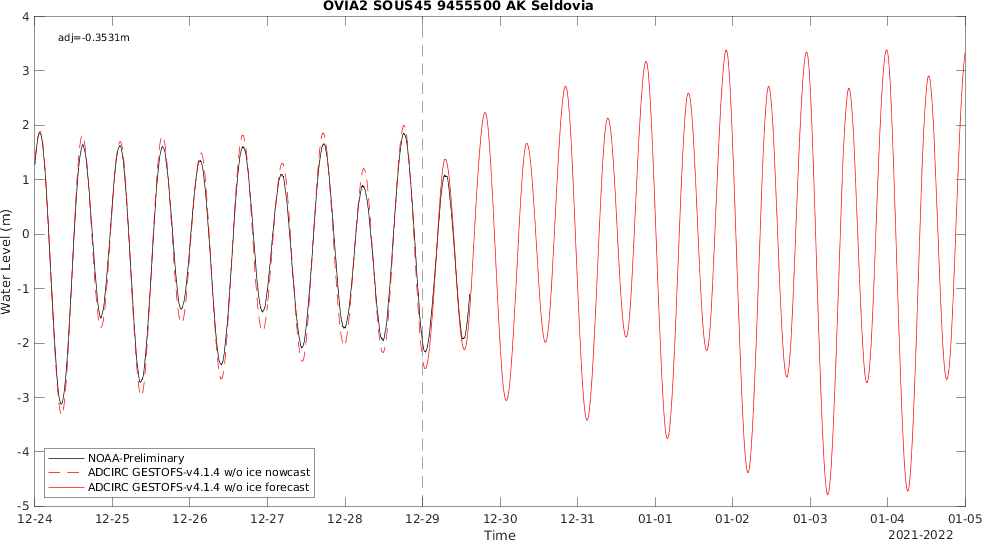 OVIA2 SOUS45 9455500 AK Seldovia
adj=-0.3531m
4
3
2
1
0
-1
-2
-3
-4
-5
Water Level (m)
NOAA-Preliminary
ADCIRC GESTOFS-v4.1.4 w/o ice nowcast
ADCIRC GESTOFS-v4.1.4 w/o ice forecast
12-24 12-25 12-26 12-27 12-28 12-29 12-30 12-31 01-01 01-02 01-03 01-04 01-05
Time
2021-2022